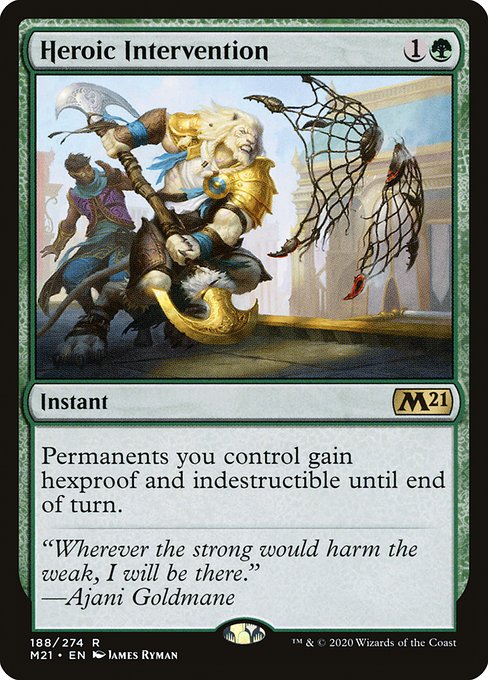 Heroic Intervention 1
Instant M21
Permanents you control gain
hexproof and indestructible until end
of turn.
“Wherever the strong would harm the
weak, I will be there.”
—Ajani Goldmane
188/274 R ™ & © 2020 Wizards of the Coast
M21 • EN James Ryman